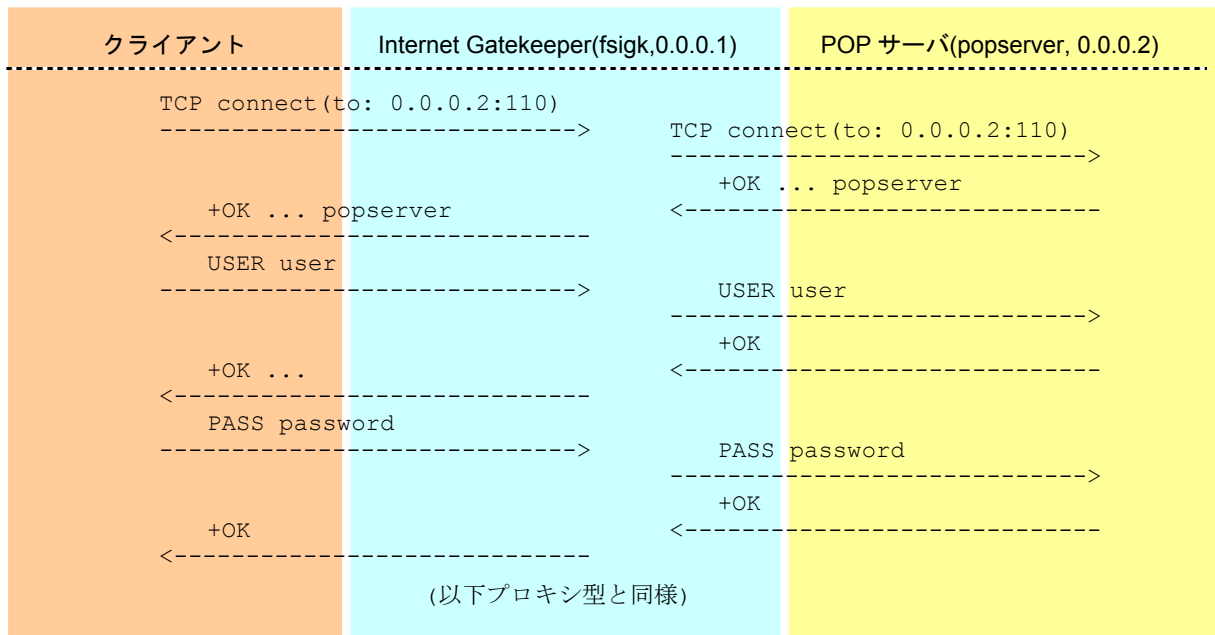 クライアント
Internet Gatekeeper(fsigk,0.0.0.1)
POP サーバ(popserver, 0.0.0.2)
TCP connect(to: 0.0.0.2:110)
---------------------------->
TCP connect(to: 0.0.0.2:110)
---------------------------->
+OK ... popserver
<----------------------------
+OK ... popserver
<----------------------------
USER user
---------------------------->
USER user
---------------------------->
+OK
<----------------------------
+OK ...
<----------------------------
PASS password
---------------------------->
PASS password
---------------------------->
+OK
<----------------------------
+OK
<----------------------------
(以下プロキシ型と同様)